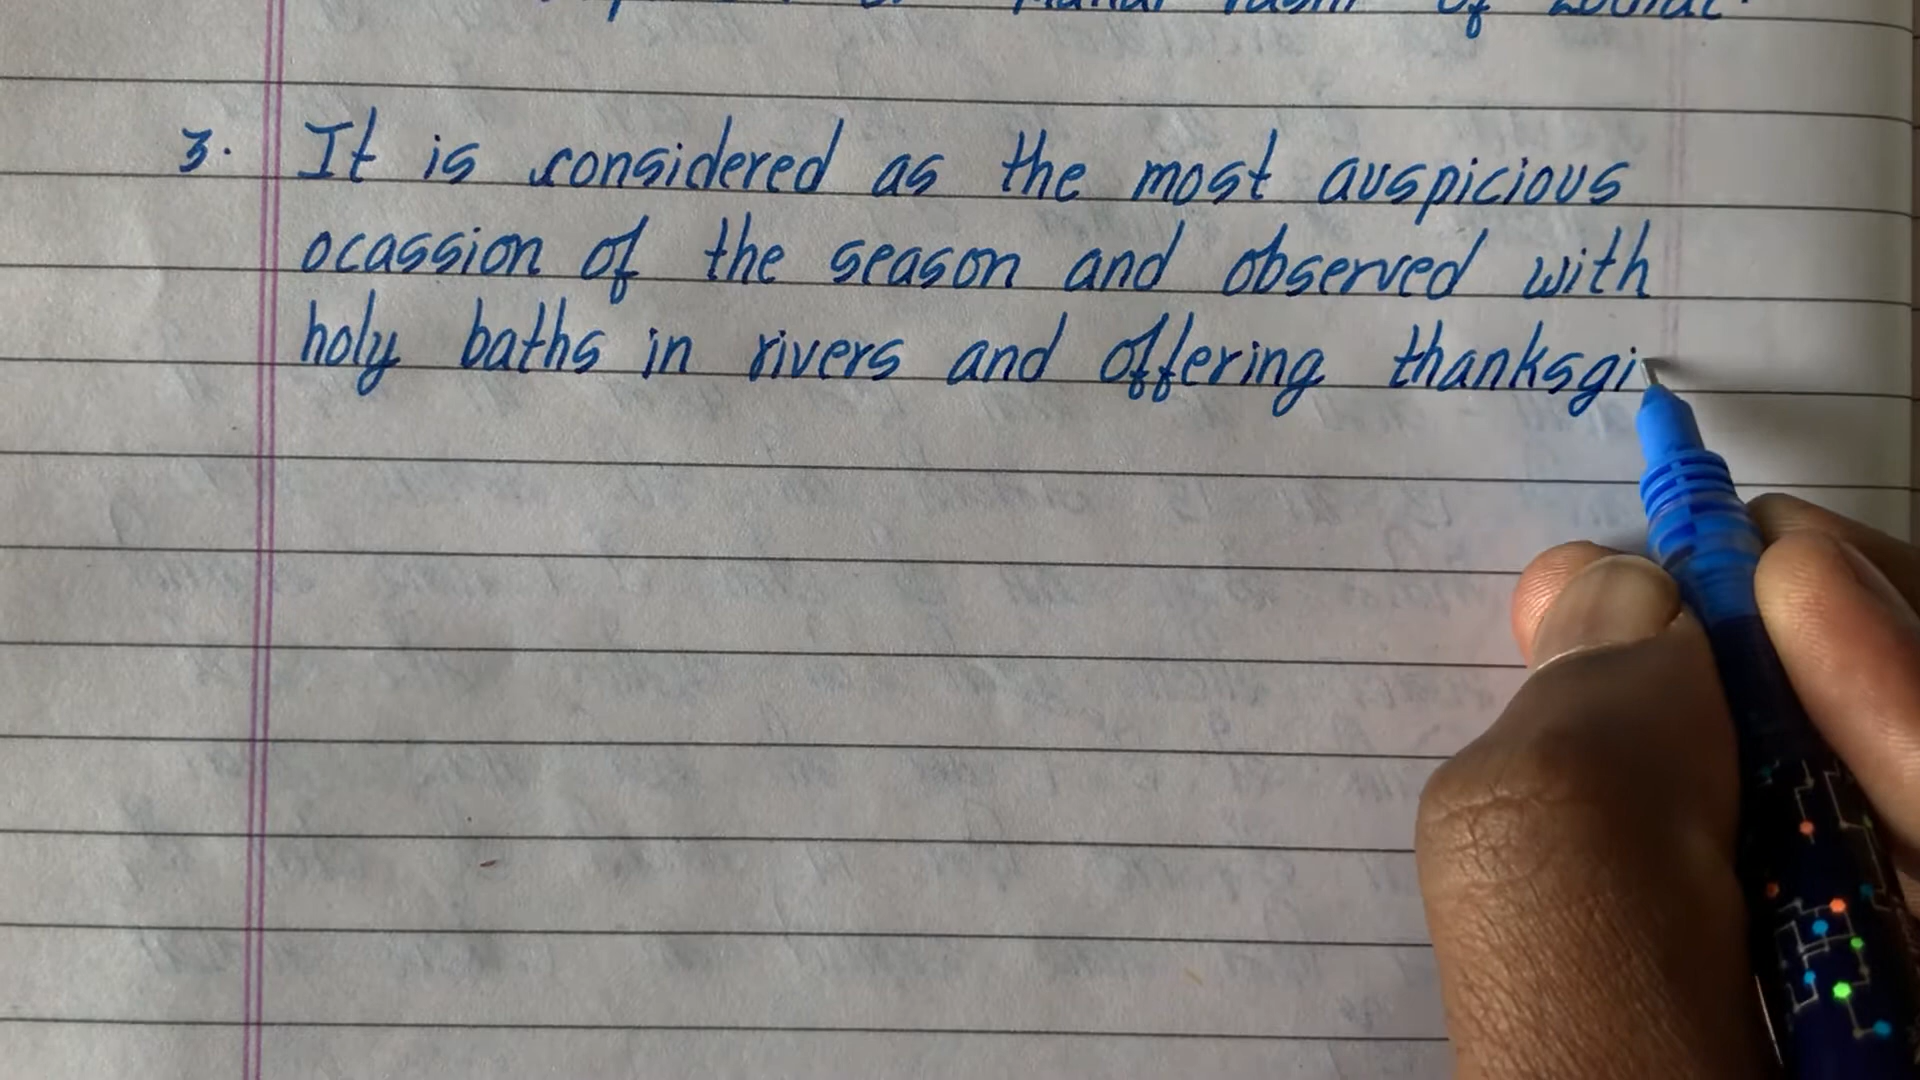 of
3. It is considered as the most auspicious
ocassion of the season and observed with
holy baths in rivers and offering thanksgi